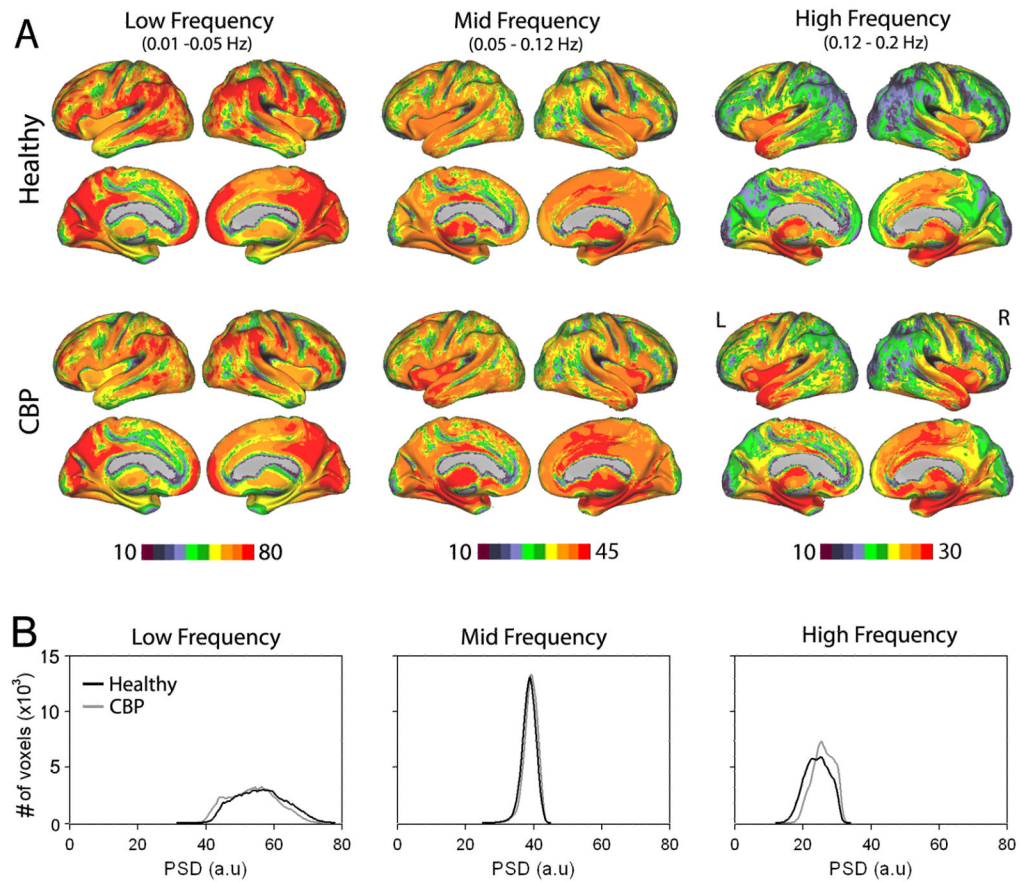 A
Low Frequency
(0.01 -0.05 Hz)
Mid Frequency
(0.05 - 0.12 Hz)
High Frequency
(0.12 - 0.2 Hz)
Healthy
CBP
L
R
10 80
10 45
10 30
B
Low Frequency
Mid Frequency
High Frequency
# of voxels (x10³)
15
10
5
0
Healthy
CBP
0 20 40 60 80
0 20 40 60 80
0 20 40 60 80
PSD (a.u)
PSD (a.u)
PSD (a.u)